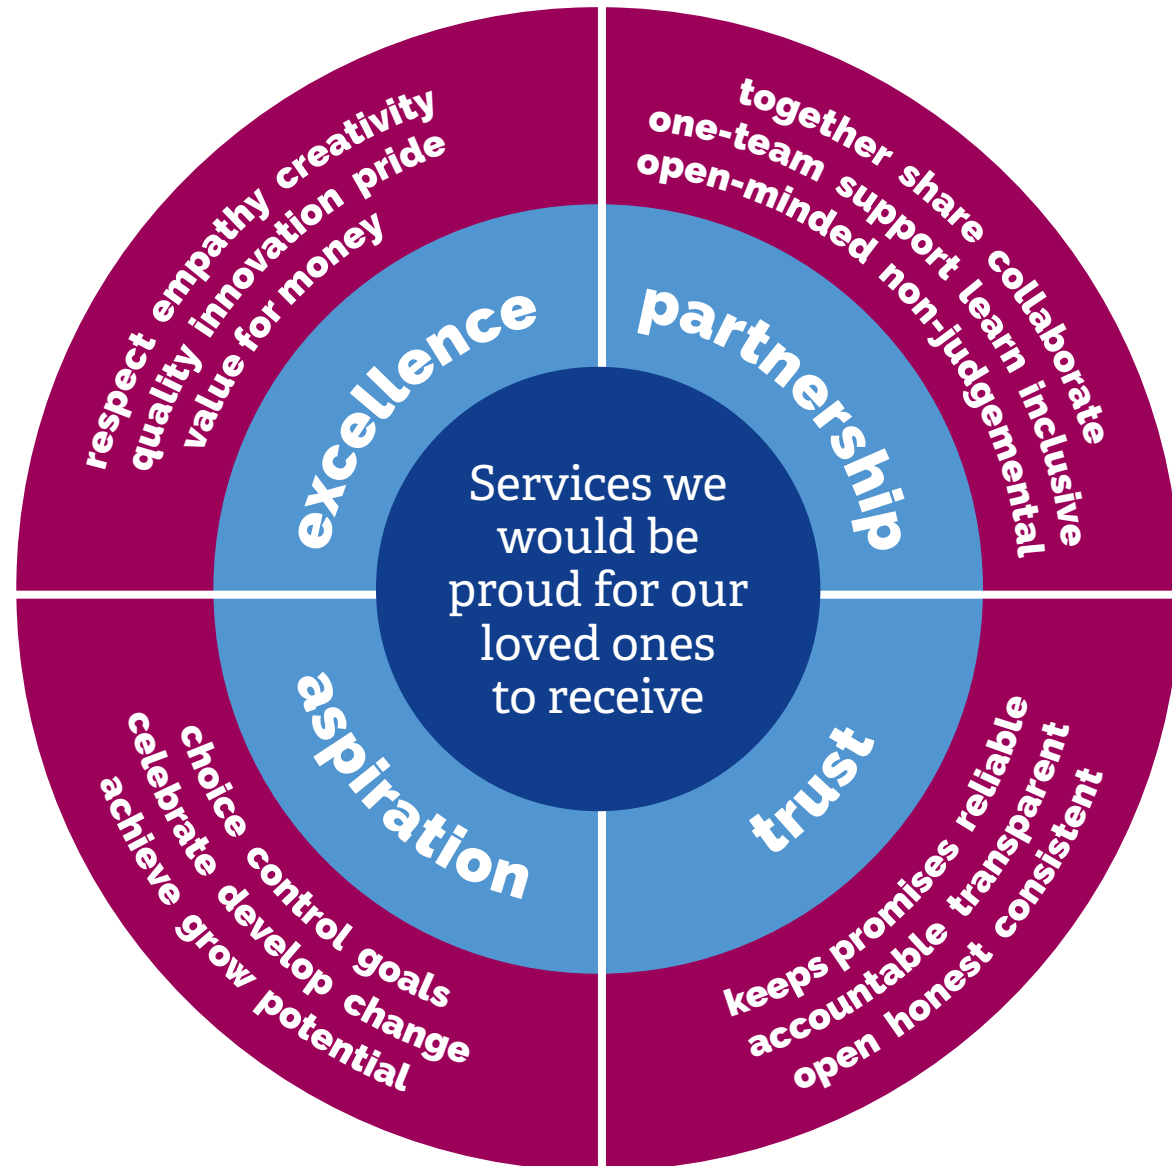 respect empathy creativity
quality innovation pride
value for money
excellence
together share collaborate
one-team support learn inclusive
open-minded non-judgemental
partnership
Services we
would be
proud for our
loved ones
to receive
aspiration
choice control goals
celebrate develop change
achieve grow potential
trust
keeps promises reliable
accountable transparent
open honest consistent